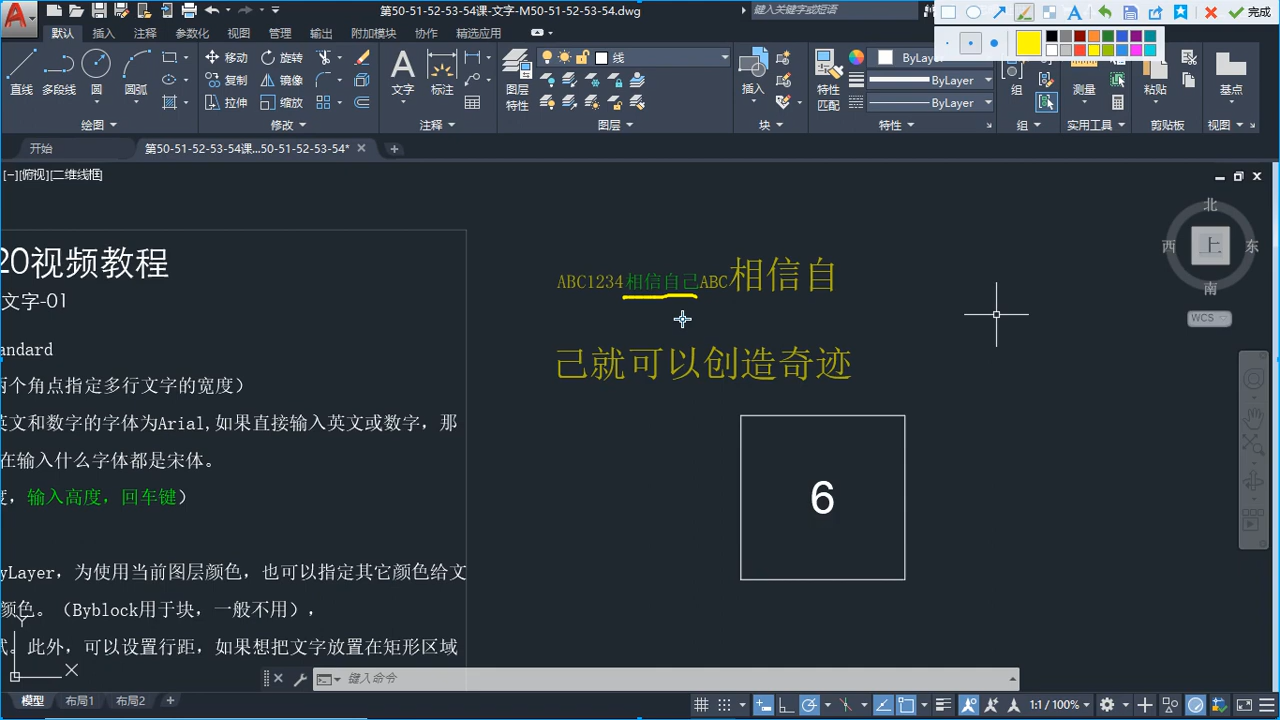 第50-51-52-53-54课-文字-M50-51-52-53-54.dwg
键入关键字或短语
完成
默认 插入 注释 参数化 视图 管理 输出 附加模块 协作 精选应用
直线 多段线 圆 圆弧
移动 旋转
复制 镜像
拉伸 缩放
文字 标注
图层特性
线
插入
特性匹配
ByLayer
ByLayer
ByLayer
组
测量
粘贴
基点
绘图 修改 注释 图层 块 特性 组 实用工具 剪贴板 视图
开始 第50-51-52-53-54课...50-51-52-53-54*
[−][俯视][二维线框]
北
西 上 东
南
WCS
20视频教程
文字-01
andard
两个角点指定多行文字的宽度）
英文和数字的字体为Arial,如果直接输入英文或数字，那
在输入什么字体都是宋体。
度，输入高度，回车键）
yLayer，为使用当前图层颜色，也可以指定其它颜色给文
颜色。（Byblock用于块，一般不用），
式。此外，可以设置行距，如果想把文字放置在矩形区域
ABC1234相信自己ABC相信自
己就可以创造奇迹
6
Y
X
键入命令
模型 布局1 布局2
1:1 / 100%